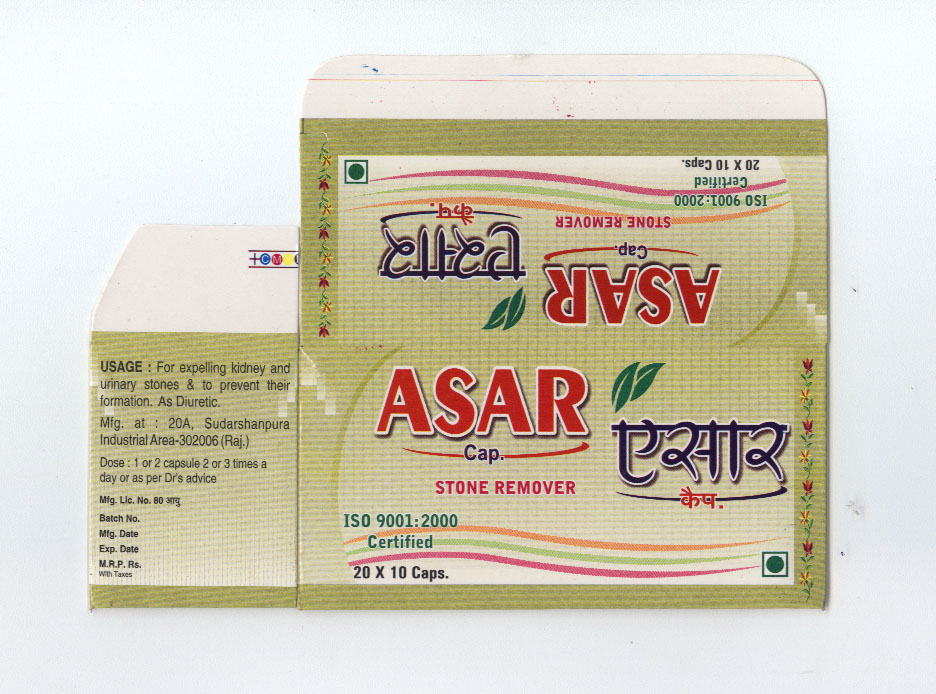 20 X 10 Caps.
ISO 9001:2000
Certified
STONE REMOVER
ASAR
Cap.
एसार
कैप.
CM
USAGE : For expelling kidney and
urinary stones & to prevent their
formation. As Diuretic.
Mfg. at : 20A, Sudarshanpura
Industrial Area-302006 (Raj.)
Dose : 1 or 2 capsule 2 or 3 times a
day or as per Dr's advice
Mfg. Lic. No. 80 आयु
Batch No.
Mfg. Date
Exp. Date
M.R.P. Rs.
With Taxes
ASAR
Cap.
STONE REMOVER
एसार
कैप.
ISO 9001:2000
Certified
20 X 10 Caps.